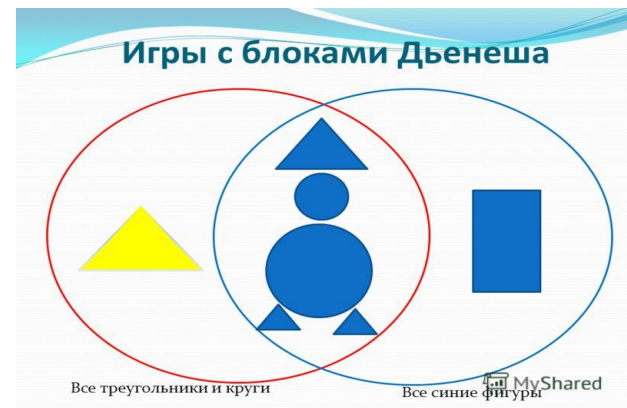 Игры с блоками Дьенеша
Все треугольники и круги
Все синие фигуры
MyShared